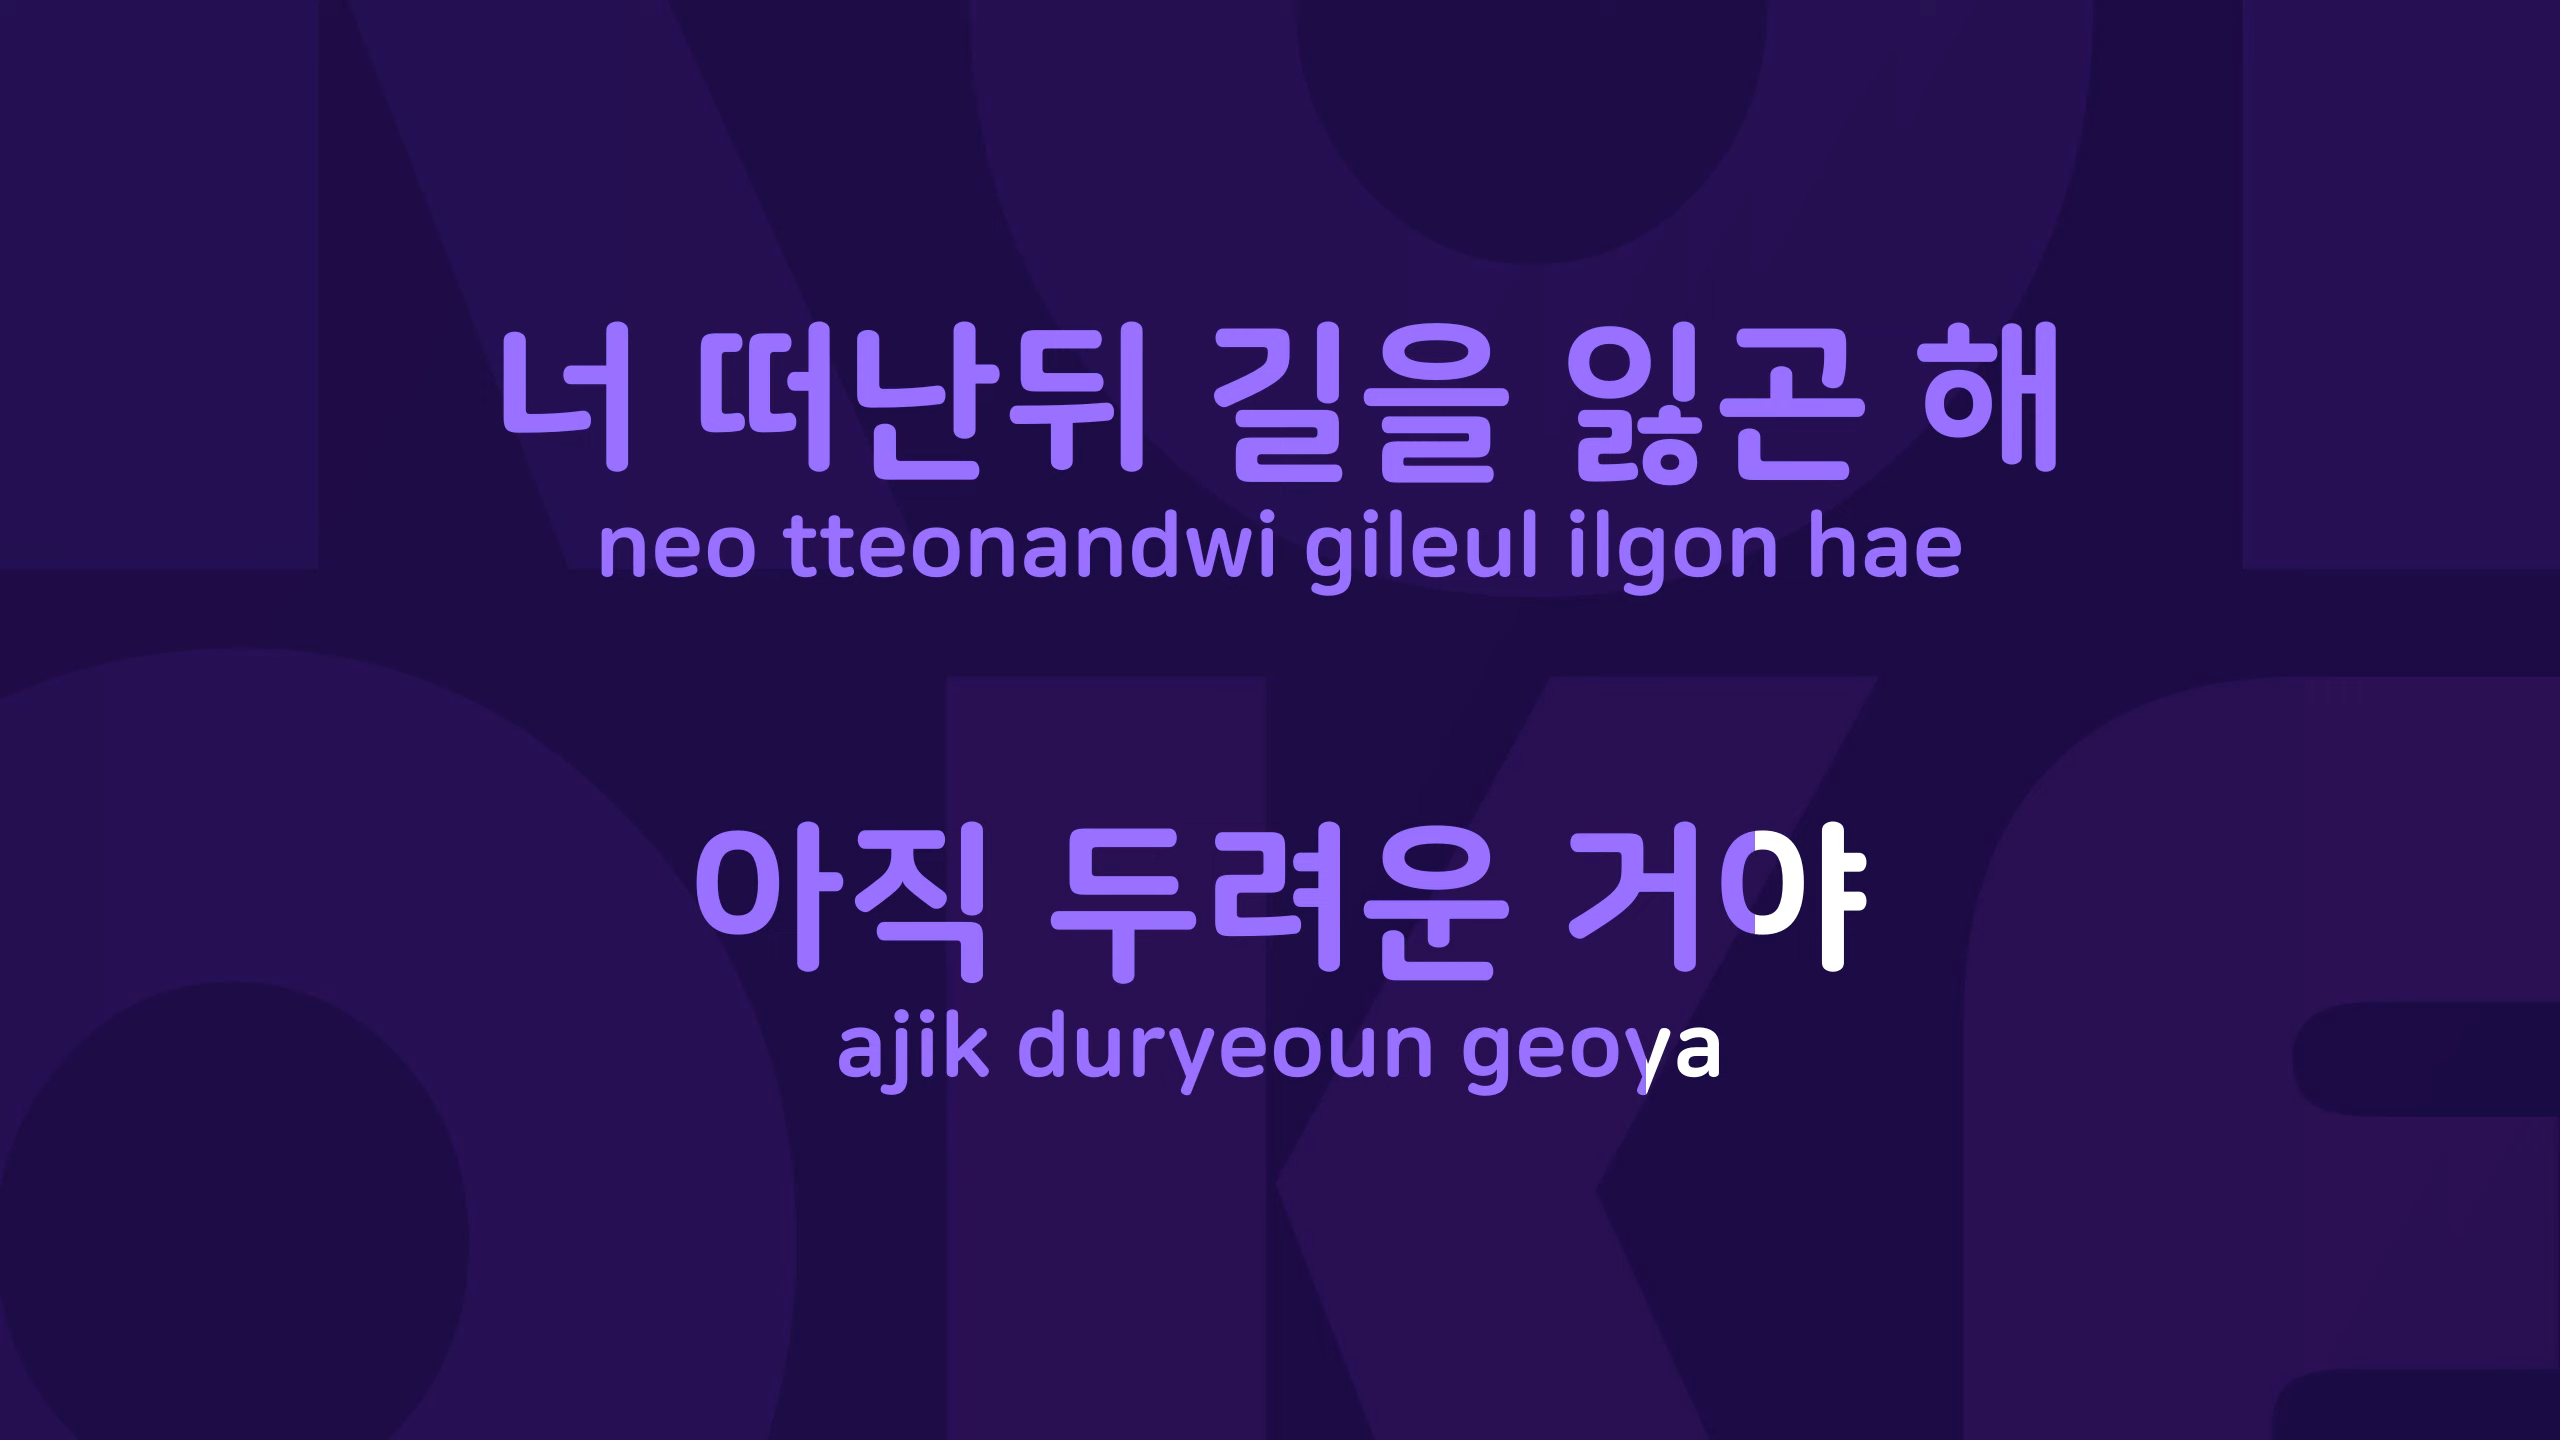 너 떠난뒤 길을 잃곤 해
neo tteonandwi gileul ilgon hae
아직 두려운 거야
ajik duryeoun geoya